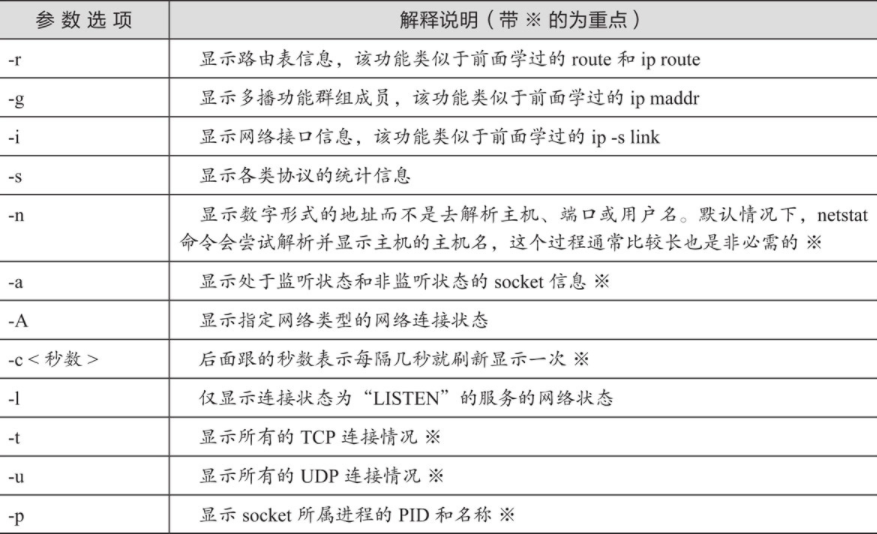 参 数 选 项 解释说明（带 ※ 的为重点）
-r 显示路由表信息，该功能类似于前面学过的 route 和 ip route
-g 显示多播功能群组成员，该功能类似于前面学过的 ip maddr
-i 显示网络接口信息，该功能类似于前面学过的 ip -s link
-s 显示各类协议的统计信息
-n 显示数字形式的地址而不是去解析主机、端口或用户名。默认情况下，netstat
命令会尝试解析并显示主机的主机名，这个过程通常比较长也是非必需的 ※
-a 显示处于监听状态和非监听状态的 socket 信息 ※
-A 显示指定网络类型的网络连接状态
-c < 秒数 > 后面跟的秒数表示每隔几秒就刷新显示一次 ※
-l 仅显示连接状态为“LISTEN”的服务的网络状态
-t 显示所有的 TCP 连接情况 ※
-u 显示所有的 UDP 连接情况 ※
-p 显示 socket 所属进程的 PID 和名称 ※